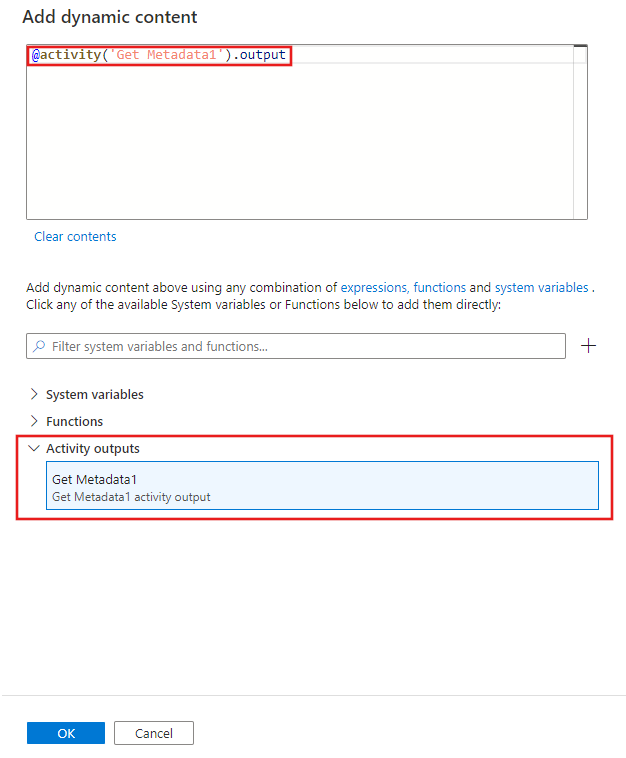 Add dynamic content
@activity('Get Metadata1').output
Clear contents
Add dynamic content above using any combination of expressions, functions and system variables .
Click any of the available System variables or Functions below to add them directly:
Filter system variables and functions...
System variables
Functions
Activity outputs
Get Metadata1
Get Metadata1 activity output
OK Cancel